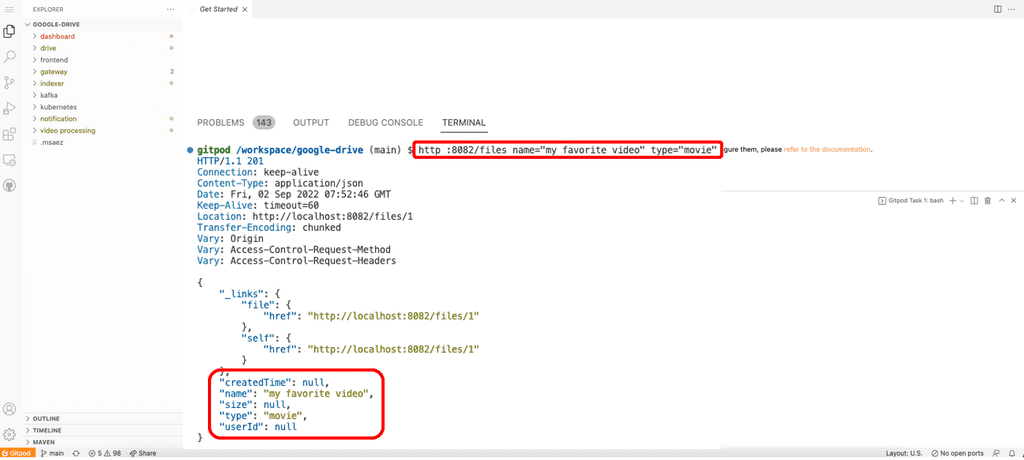 EXPLORER
Get Started
GOOGLE-DRIVE
dashboard
drive
frontend
gateway 2
indexer
kafka
kubernetes
notification
video processing
.msaez
OUTLINE
TIMELINE
MAVEN
PROBLEMS 143 OUTPUT DEBUG CONSOLE TERMINAL
gitpod /workspace/google-drive (main) $ http :8082/files name="my favorite video" type="movie" gure them, please refer to the documentation.
Gitpod Task 1: bash
HTTP/1.1 201
Connection: keep-alive
Content-Type: application/json
Date: Fri, 02 Sep 2022 07:52:46 GMT
Keep-Alive: timeout=60
Location: http://localhost:8082/files/1
Transfer-Encoding: chunked
Vary: Origin
Vary: Access-Control-Request-Method
Vary: Access-Control-Request-Headers
{
"_links": {
"file": {
"href": "http://localhost:8082/files/1"
},
"self": {
"href": "http://localhost:8082/files/1"
}
},
"createdTime": null,
"name": "my favorite video",
"size": null,
"type": "movie",
"userId": null
}
Gitpod main 5 98 Share Layout: U.S. No open ports